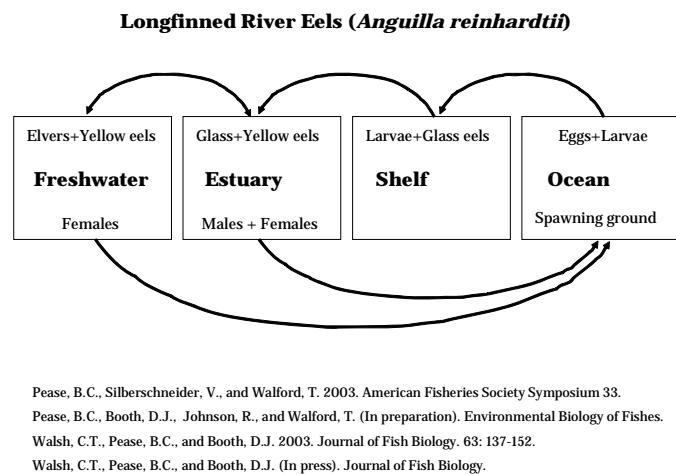 Longfinned River Eels (Anguilla reinhardtii)
Elvers+Yellow eels
Freshwater
Females
Glass+Yellow eels
Estuary
Males + Females
Larvae+Glass eels
Shelf
Eggs+Larvae
Ocean
Spawning ground
Pease, B.C., Silberschneider, V., and Walford, T. 2003. American Fisheries Society Symposium 33.
Pease, B.C., Booth, D.J., Johnson, R., and Walford, T. (In preparation). Environmental Biology of Fishes.
Walsh, C.T., Pease, B.C., and Booth, D.J. 2003. Journal of Fish Biology. 63: 137-152.
Walsh, C.T., Pease, B.C., and Booth, D.J. (In press). Journal of Fish Biology.